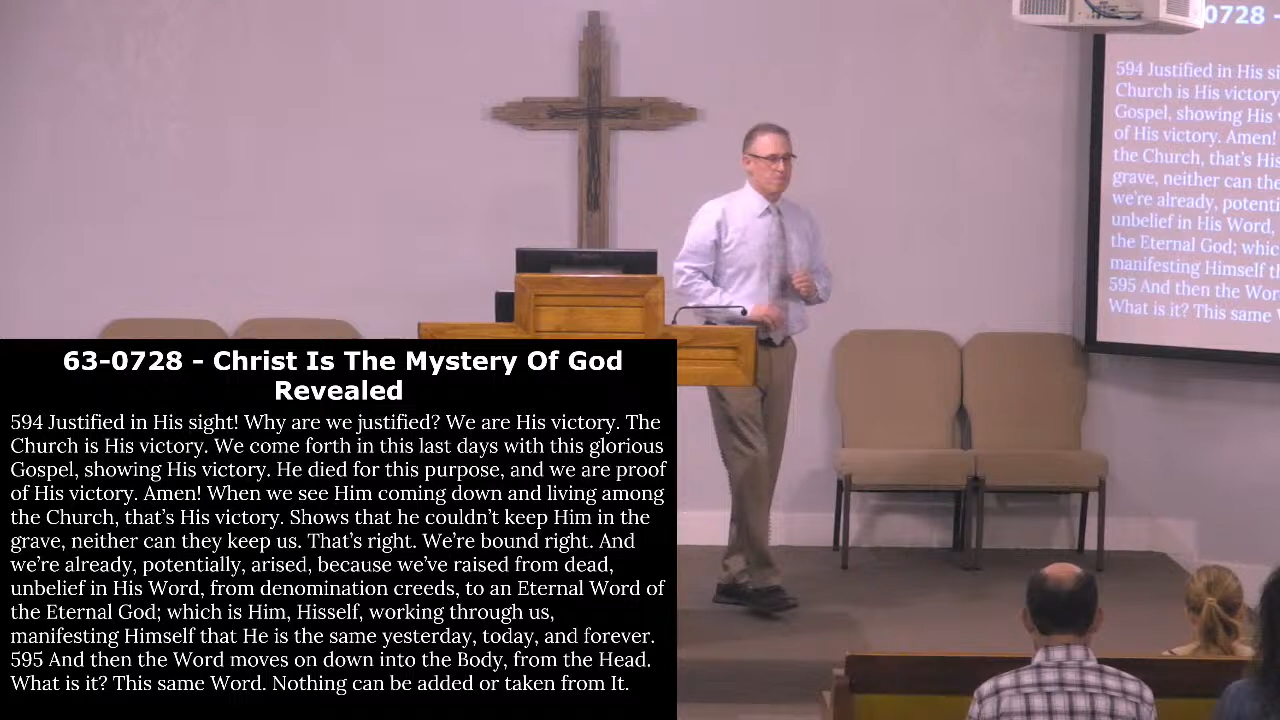 63-0728 - Christ Is The Mystery Of God
Revealed
594 Justified in His sight! Why are we justified? We are His victory. The
Church is His victory. We come forth in this last days with this glorious
Gospel, showing His victory. He died for this purpose, and we are proof
of His victory. Amen! When we see Him coming down and living among
the Church, that's His victory. Shows that he couldn't keep Him in the
grave, neither can they keep us. That's right. We're bound right. And
we're already, potentially, arised, because we've raised from dead,
unbelief in His Word, from denomination creeds, to an Eternal Word of
the Eternal God; which is Him, Hisself, working through us,
manifesting Himself that He is the same yesterday, today, and forever.
595 And then the Word moves on down into the Body, from the Head.
What is it? This same Word. Nothing can be added or taken from It.
0728 -
594 Justified in His si
Church is His victory
Gospel, showing His
of His victory. Amen!
the Church, that's His
grave, neither can the
we're already, potenti
unbelief in His Word,
the Eternal God; whic
manifesting Himself th
595 And then the Wor
What is it? This same